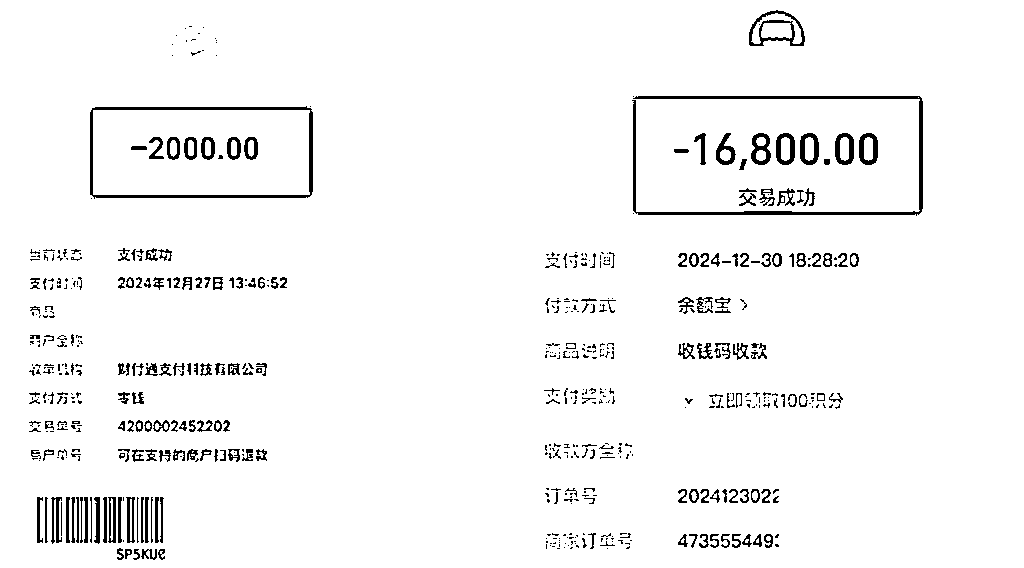 -2000.00
当前状态 支付成功
支付时间 2024年12月27日 13:46:52
商品
商户全称
收单机构 财付通支付科技有限公司
支付方式 零钱
交易单号 4200002452202
商户单号 可在支持的商户扫码退款
SP5KU
-16,800.00
交易成功
支付时间 2024-12-30 18:28:20
付款方式 余额宝 >
商品说明 收钱码收款
支付奖励 立即领取100积分
收款方全称
订单号 2024123022
商家订单号 473555449